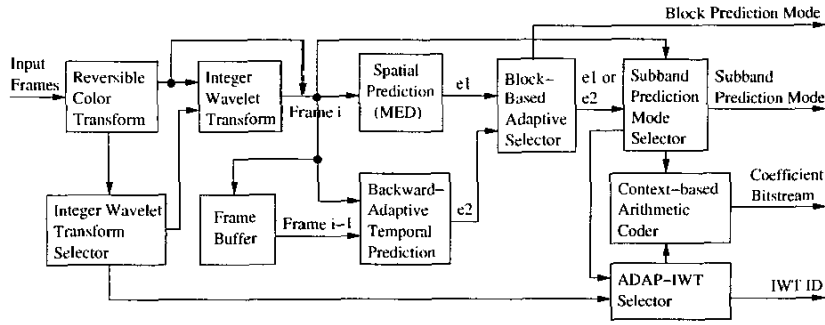 Block Prediction Mode
Input
Frames
Reversible
Color
Transform
Integer
Wavelet
Transform
Frame i
Spatial
Prediction
(MED)
e1
Block-
Based
Adaptive
Selector
e1 or
e2
Subband
Prediction
Mode
Selector
Subband
Prediction Mode
Integer Wavelet
Transform
Selector
Frame
Buffer
Frame i-1
Backward-
Adaptive
Temporal
Prediction
e2
Context-based
Arithmetic
Coder
Coefficient
Bitstream
ADAP-IWT
Selector
IWT ID